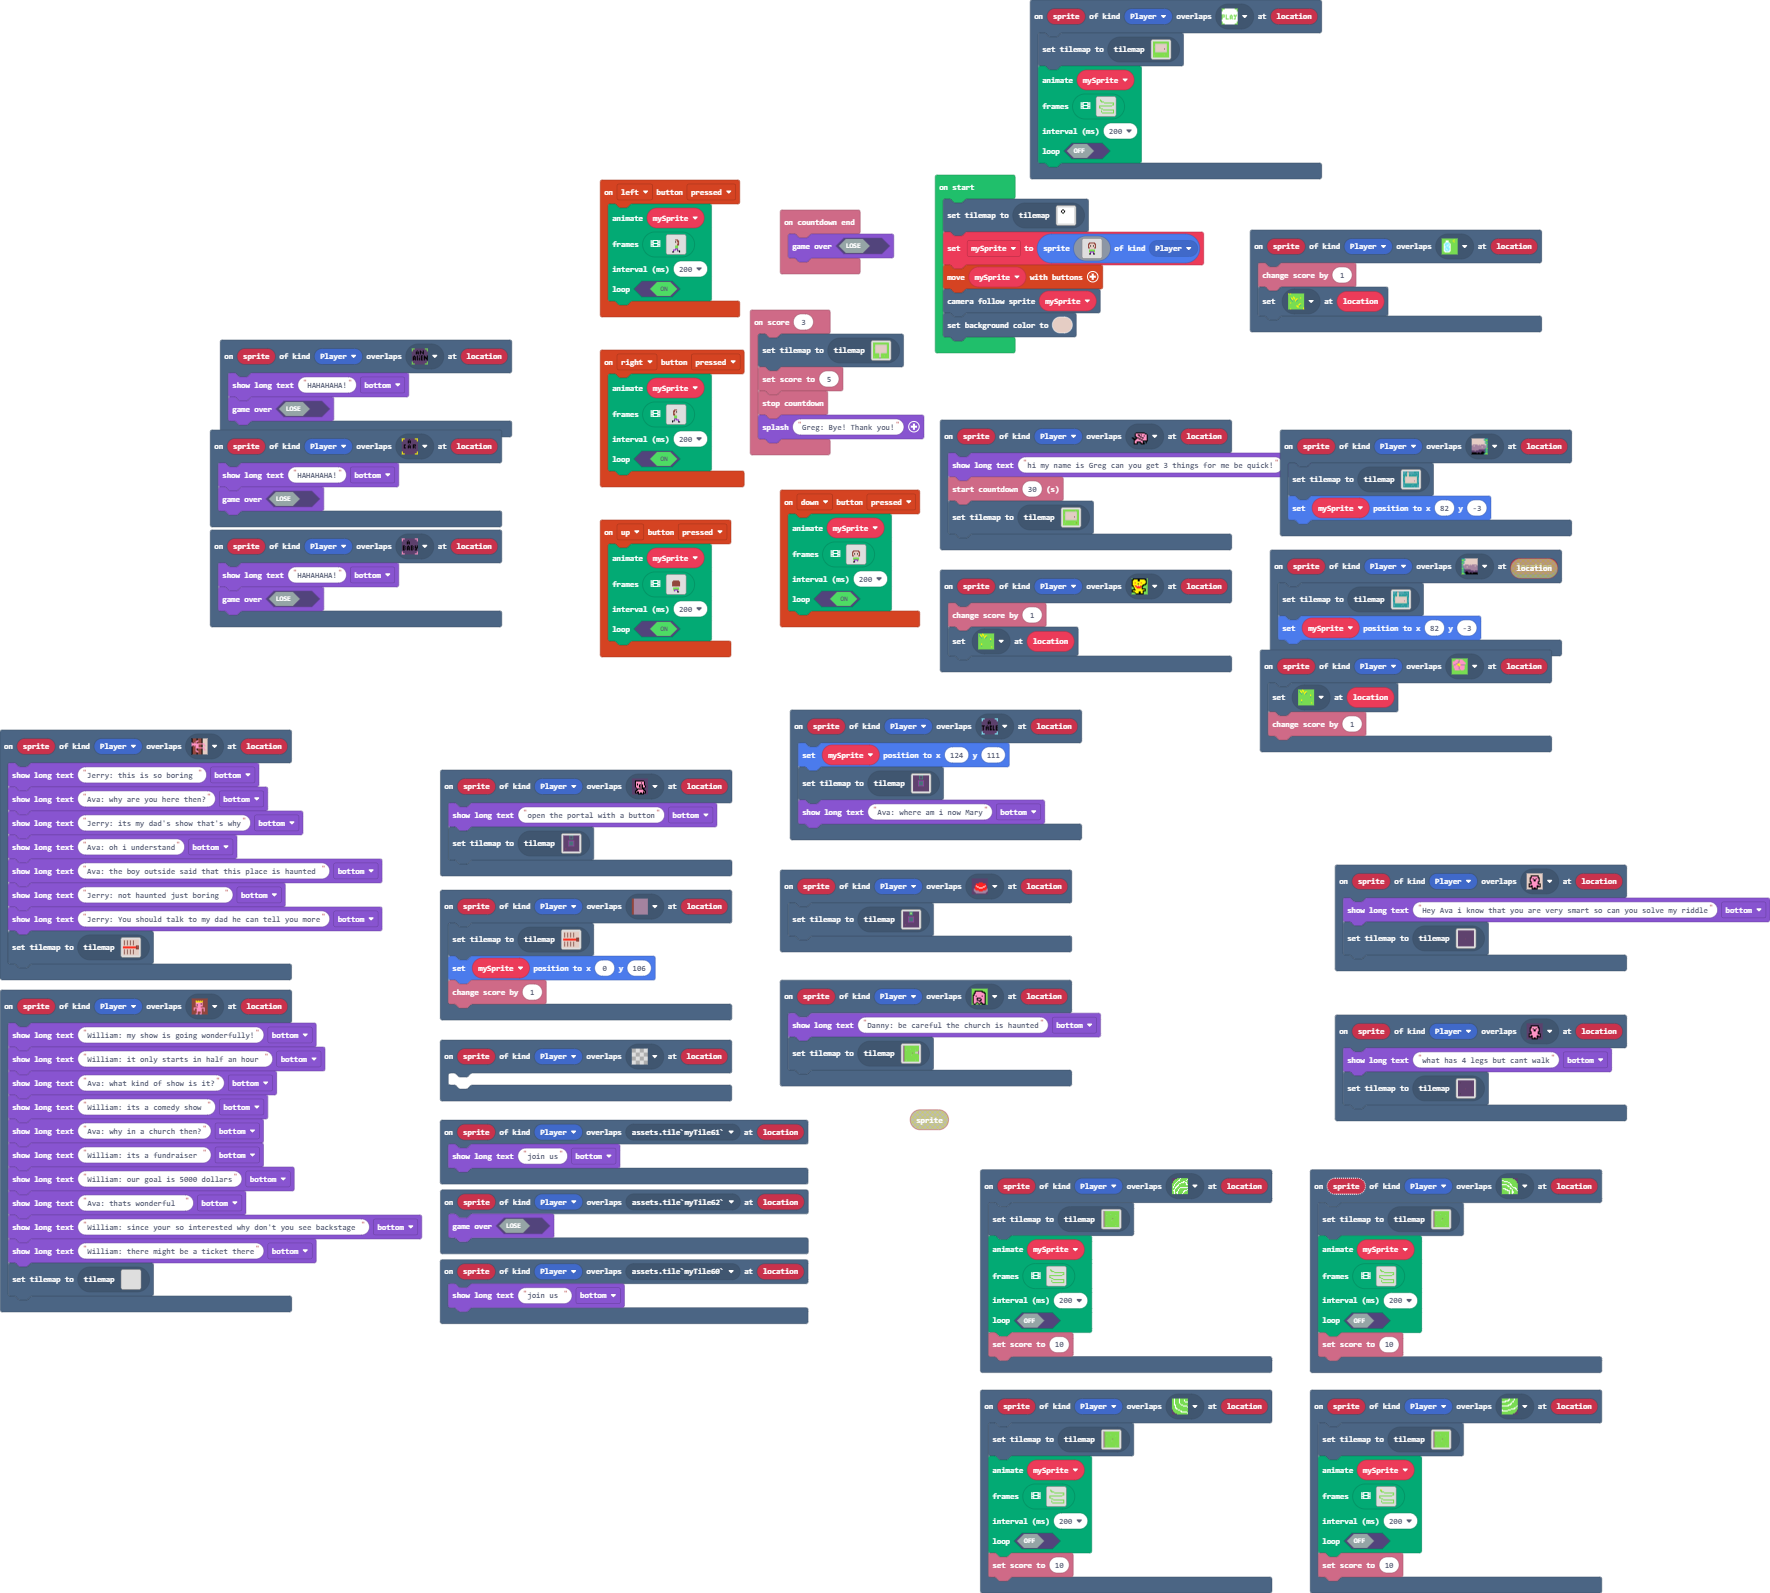 on sprite of kind Player overlaps PLAY at location
set tilemap to tilemap
animate mySprite
frames
interval (ms) 200
loop OFF
on left button pressed
animate mySprite
frames
interval (ms) 200
loop ON
on countdown end
game over LOSE
on start
set tilemap to tilemap
set mySprite to sprite of kind Player
move mySprite with buttons
camera follow sprite mySprite
set background color to
on sprite of kind Player overlaps at location
change score by 1
set at location
on score 3
set tilemap to tilemap
set score to 5
stop countdown
splash "Greg: Bye! Thank you!"
on sprite of kind Player overlaps at location
show long text "HAHAHAHA!" bottom
game over LOSE
on sprite of kind Player overlaps at location
show long text "HAHAHAHA!" bottom
game over LOSE
on sprite of kind Player overlaps A BABY at location
show long text "HAHAHAHA!" bottom
game over LOSE
on right button pressed
animate mySprite
frames
interval (ms) 200
loop ON
on up button pressed
animate mySprite
frames
interval (ms) 200
loop ON
on down button pressed
animate mySprite
frames
interval (ms) 200
loop ON
on sprite of kind Player overlaps at location
show long text "hi my name is Greg can you get 3 things for me be quick!"
start countdown 30 (s)
set tilemap to tilemap
on sprite of kind Player overlaps at location
set tilemap to tilemap
set mySprite position to x 82 y -3
on sprite of kind Player overlaps at location
set tilemap to tilemap
set mySprite position to x 82 y -3
on sprite of kind Player overlaps at location
change score by 1
set at location
on sprite of kind Player overlaps at location
set at location
change score by 1
on sprite of kind Player overlaps at location
show long text "Jerry: this is so boring " bottom
show long text "Ava: why are you here then?" bottom
show long text "Jerry: its my dad's show that's why" bottom
show long text "Ava: oh i understand" bottom
show long text "Ava: the boy outside said that this place is haunted " bottom
show long text "Jerry: not haunted just boring " bottom
show long text "Jerry: You should talk to my dad he can tell you more" bottom
set tilemap to tilemap
on sprite of kind Player overlaps at location
show long text "William: my show is going wonderfully!" bottom
show long text "William: it only starts in half an hour " bottom
show long text "Ava: what kind of show is it?" bottom
show long text "William: its a comedy show " bottom
show long text "Ava: why in a church then?" bottom
show long text "William: its a fundraiser " bottom
show long text "William: our goal is 5000 dollars" bottom
show long text "Ava: thats wonderful " bottom
show long text "William: since your so interested why don't you see backstage " bottom
show long text "William: there might be a ticket there" bottom
set tilemap to tilemap
on sprite of kind Player overlaps at location
show long text "open the portal with a button" bottom
set tilemap to tilemap
on sprite of kind Player overlaps at location
set tilemap to tilemap
set mySprite position to x 0 y 106
change score by 1
on sprite of kind Player overlaps at location
on sprite of kind Player overlaps assets.tile`myTile61` at location
show long text "join us" bottom
on sprite of kind Player overlaps assets.tile`myTile62` at location
game over LOSE
on sprite of kind Player overlaps assets.tile`myTile60` at location
show long text "join us " bottom
on sprite of kind Player overlaps A TABLE at location
set mySprite position to x 124 y 111
set tilemap to tilemap
show long text "Ava: where am i now Mary" bottom
on sprite of kind Player overlaps at location
set tilemap to tilemap
on sprite of kind Player overlaps at location
show long text "Danny: be careful the church is haunted" bottom
set tilemap to tilemap
sprite
on sprite of kind Player overlaps at location
show long text "Hey Ava i know that you are very smart so can you solve my riddle" bottom
set tilemap to tilemap
on sprite of kind Player overlaps at location
show long text "what has 4 legs but cant walk" bottom
set tilemap to tilemap
on sprite of kind Player overlaps at location
set tilemap to tilemap
animate mySprite
frames
interval (ms) 200
loop OFF
set score to 10
on sprite of kind Player overlaps at location
set tilemap to tilemap
animate mySprite
frames
interval (ms) 200
loop OFF
set score to 10
on sprite of kind Player overlaps at location
set tilemap to tilemap
animate mySprite
frames
interval (ms) 200
loop OFF
set score to 10
on sprite of kind Player overlaps at location
set tilemap to tilemap
animate mySprite
frames
interval (ms) 200
loop OFF
set score to 10